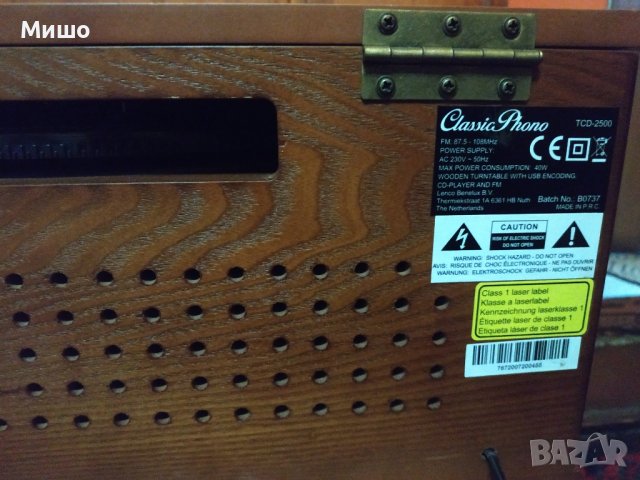 Мишо
Classic Phono TCD-2500
FM: 87.5 - 108MHz
POWER SUPPLY:
AC 230V ~ 50Hz
MAX POWER CONSUMPTION: 40W
WOODEN TURNTABLE WITH USB ENCODING,
CD-PLAYER AND FM
Lenco Benelux B.V.
Thermiekstraat 1A 6361 HB Nuth
The Netherlands
CE
Batch No. B0737
MADE IN P.R.C.
CAUTION
RISK OF ELECTRIC SHOCK
DO NOT OPEN
WARNING: SHOCK HAZARD - DO NOT OPEN
AVIS: RISQUE DE CHOC ÉLECTRONIQUE - NE PAS OUVRIR
WARNUNG: ELEKTROSCHOCK GEFAHR - NICHT ÖFFNEN
Class 1 laser label
Klasse a laserlabel
Kennzeichnung laserklasse 1
Étiquette laser de classe 1
Etiqueta láser de clase 1
BAZAR